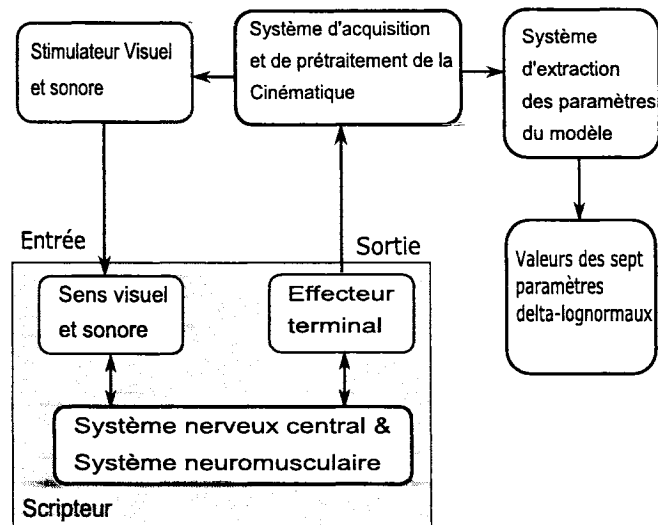 Stimulateur Visuel
et sonore
Système d'acquisition
et de prétraitement de la
Cinématique
Système
d'extraction
des paramètres
du modèle
Entrée
Sortie
Sens visuel
et sonore
Effecteur
terminal
Valeurs des sept
paramètres
delta-lognormaux
Système nerveux central &
Système neuromusculaire
Scripteur